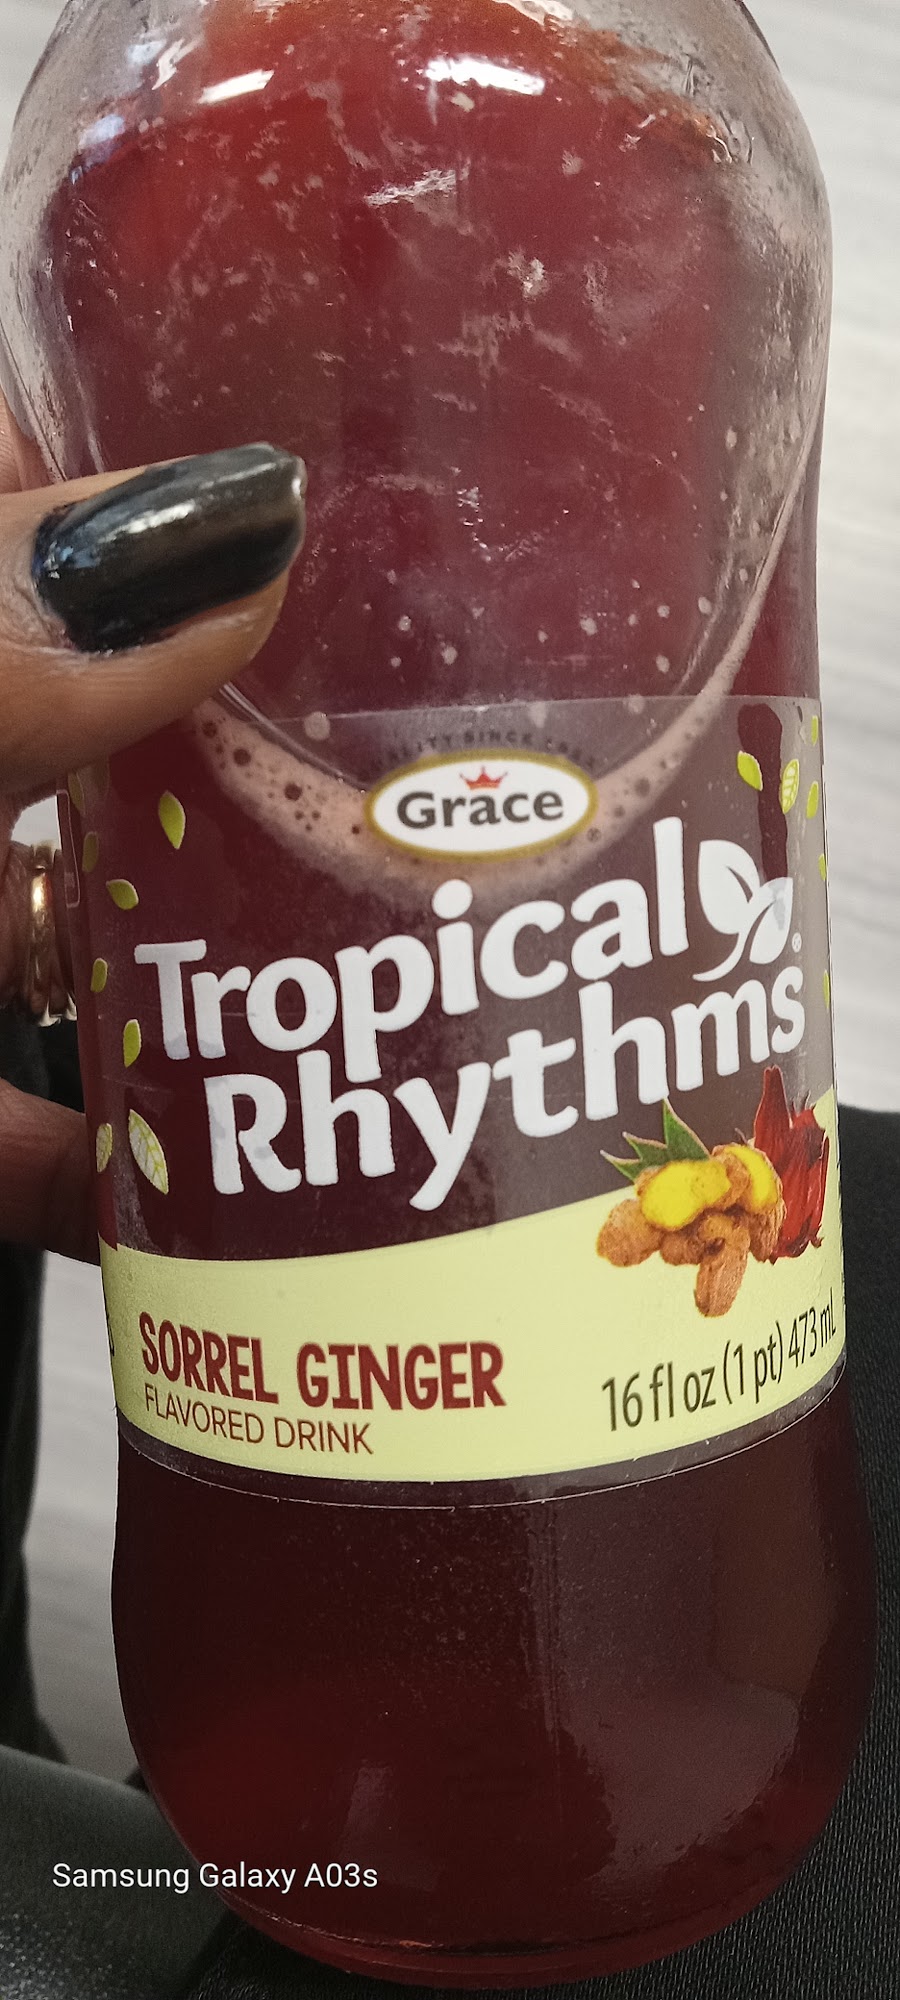 Grace
®
Tropical
Rhythms®
SORREL GINGER
FLAVORED DRINK
16 fl oz (1 pt) 473 mL
Samsung Galaxy A03s